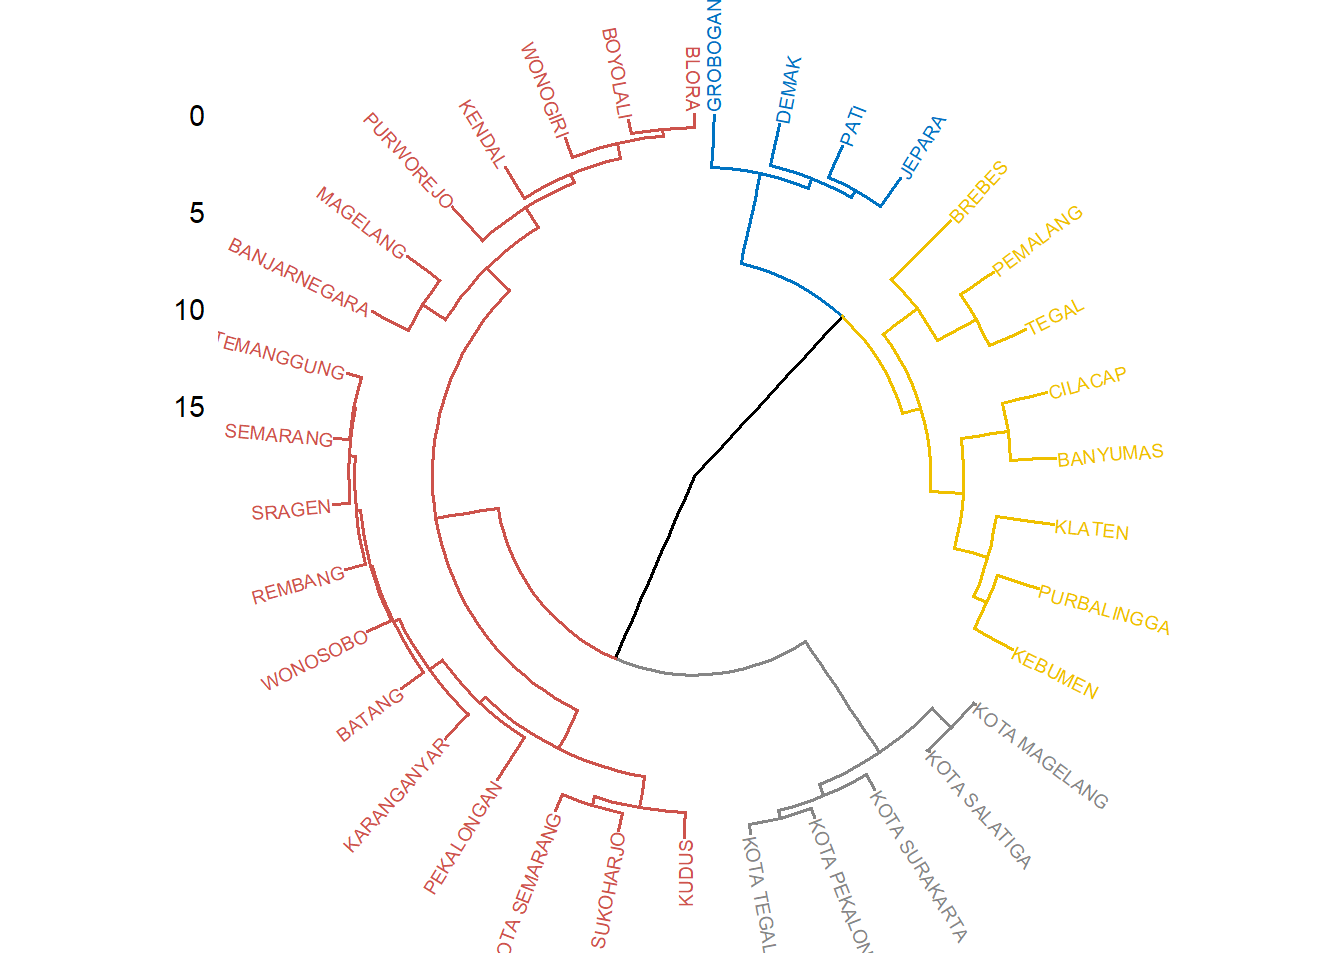 0
5
10
15
GROBOGAN
DEMAK
PATI
JEPARA
BREBES
PEMALANG
TEGAL
CILACAP
BANYUMAS
KLATEN
PURBALINGGA
KEBUMEN
KOTA MAGELANG
KOTA SALATIGA
KOTA SURAKARTA
KOTA PEKALON
KOTA TEGAL
KUDUS
SUKOHARJO
OTA SEMARANG
PEKALONGAN
KARANGANYAR
BATANG
WONOSOBO
REMBANG
SRAGEN
SEMARANG
TEMANGGUNG
BANJARNEGARA
MAGELANG
PURWOREJO
KENDAL
WONOGIRI
BOYOLALI
BLORA